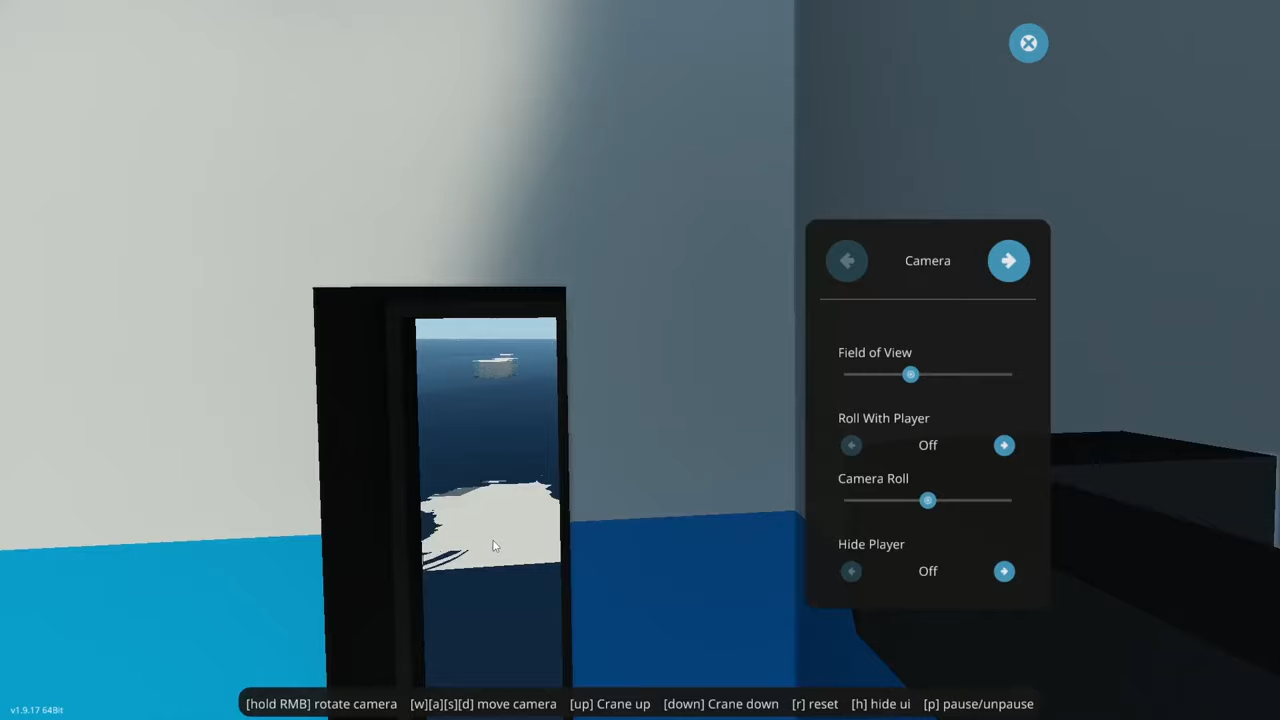 Camera
Field of View
Roll With Player
Off
Camera Roll
Hide Player
Off
[hold RMB] rotate camera [w][a][s][d] move camera [up] Crane up [down] Crane down [r] reset [h] hide ui [p] pause/unpause
v1.9.17 64Bit